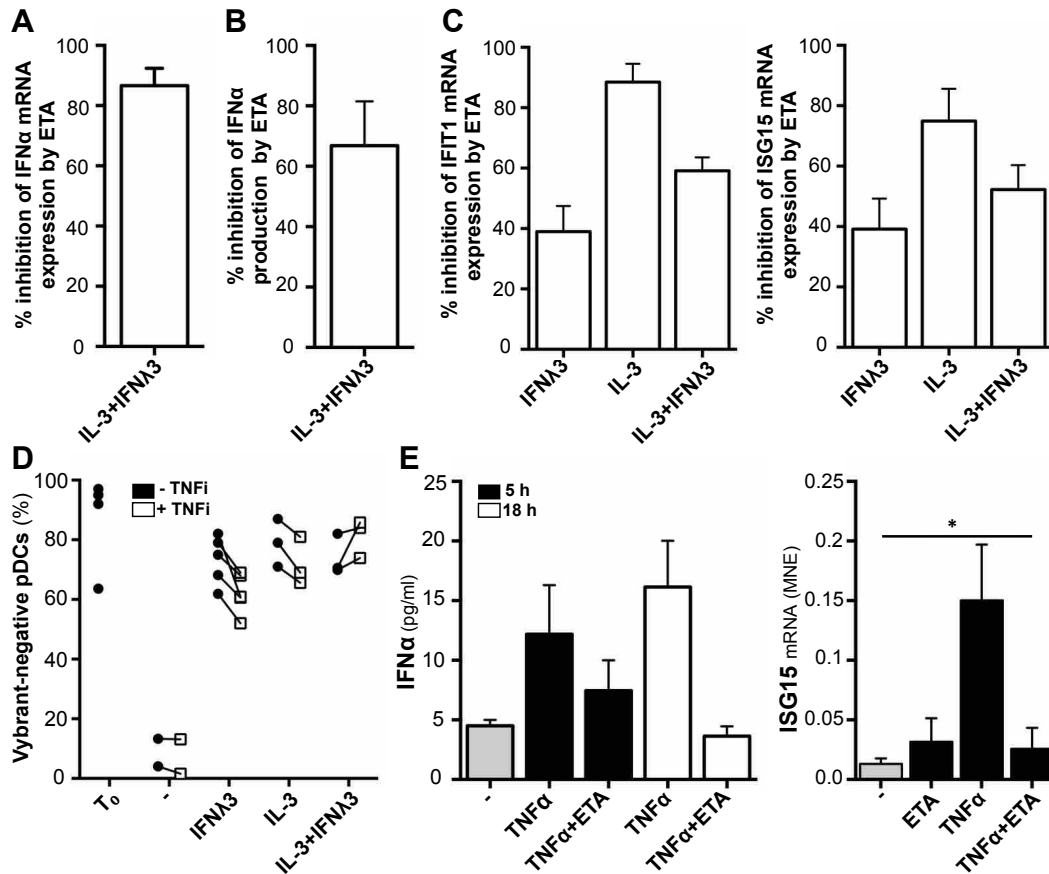 A
% inhibition of IFNα mRNA
expression by ETA
100
80
60
40
20
0
IL-3+IFNλ3
B
% inhibition of IFNα
production by ETA
100
80
60
40
20
0
IL-3+IFNλ3
C
% inhibition of IFIT1 mRNA
expression by ETA
100
80
60
40
20
0
IFNλ3
IL-3
IL-3+IFNλ3
% inhibition of ISG15 mRNA
expression by ETA
100
80
60
40
20
0
IFNλ3
IL-3
IL-3+IFNλ3
D
Vybrant-negative pDCs (%)
100
80
60
40
20
0
- TNFi
+ TNFi
T₀
-
IFNλ3
IL-3
IL-3+IFNλ3
E
IFNα (pg/ml)
25
20
15
10
5
0
5 h
18 h
-
TNFα
TNFα+ETA
TNFα
TNFα+ETA
ISG15 mRNA (MNE)
0.25
0.2
0.15
0.1
0.05
0.0
*
-
ETA
TNFα
TNFα+ETA